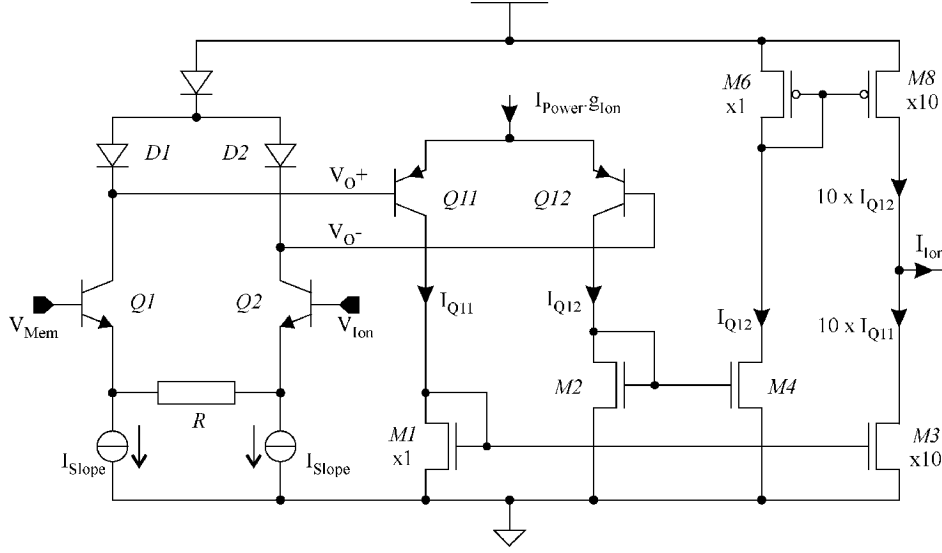 M6
x1
M8
x10
I_Power·g_Ion
D1
D2
V_O+
Q11
Q12
10 x I_Q12
V_O-
I_Ion
Q1
Q2
V_Mem
V_Ion
I_Q11
I_Q12
I_Q12
10 x I_Q11
R
M2
M4
I_Slope
I_Slope
M1
x1
M3
x10